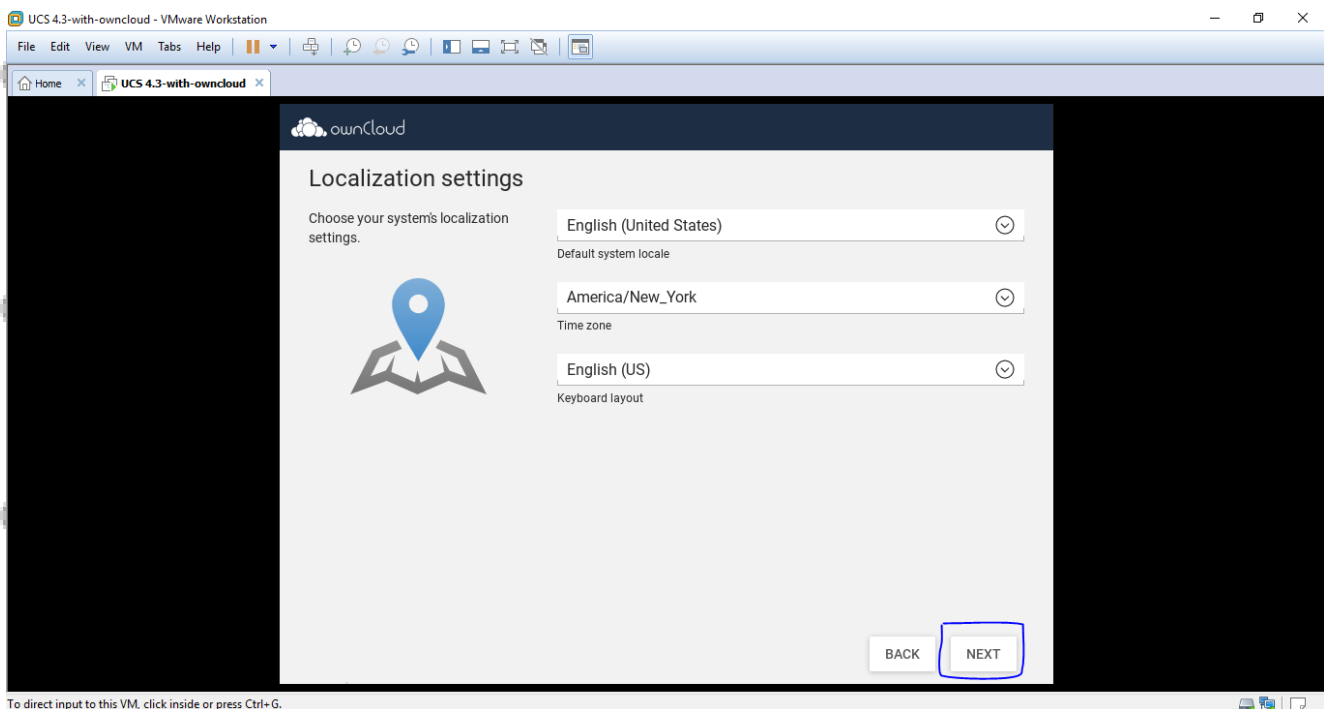 UCS 4.3-with-owncloud - VMware Workstation
File Edit View VM Tabs Help
Home UCS 4.3-with-owncloud
ownCloud
Localization settings
Choose your system's localization
settings.
English (United States)
Default system locale
America/New_York
Time zone
English (US)
Keyboard layout
BACK NEXT
To direct input to this VM, click inside or press Ctrl+G.